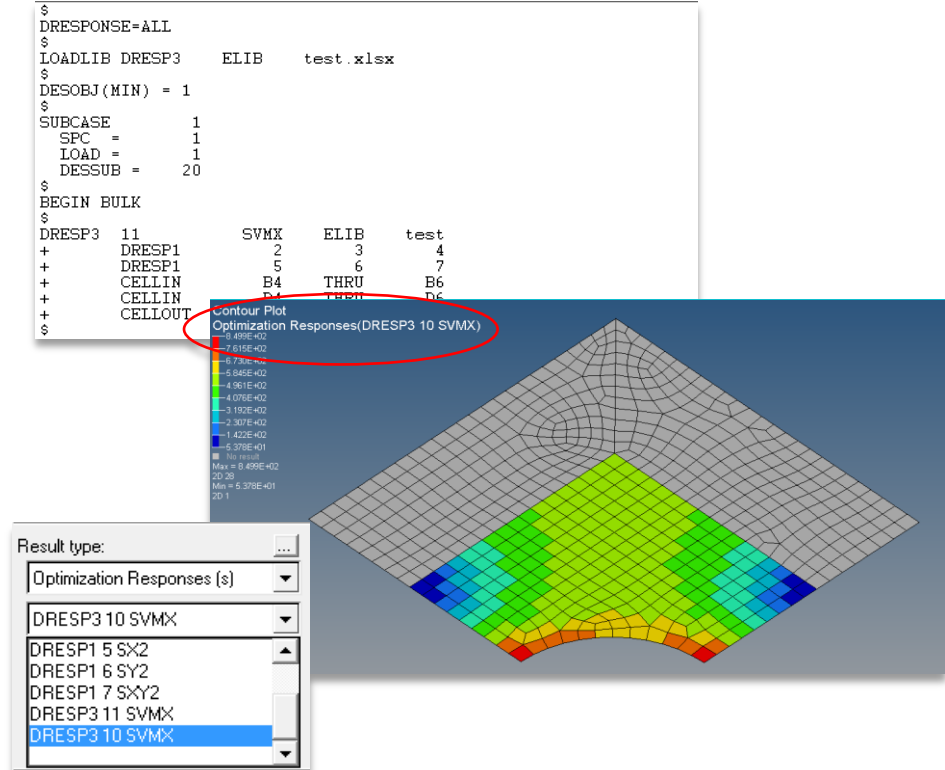 $
DRESPONSE=ALL
$
LOADLIB DRESP3 ELIB test.xlsx
$
DESOBJ(MIN) = 1
$
SUBCASE 1
SPC = 1
LOAD = 1
DESSUB = 20
$
BEGIN BULK
$
DRESP3 11 SVMX ELIB test
+ DRESP1 2 3 4
+ DRESP1 5 6 7
+ CELLIN B4 THRU B6
+ CELLIN D4 THRU D6
+ CELLOUT
$
Contour Plot
Optimization Responses(DRESP3 10 SVMX)
8.499E+02
7.615E+02
6.730E+02
5.845E+02
4.961E+02
4.076E+02
3.192E+02
2.307E+02
1.422E+02
5.378E+01
No result
Max = 8.499E+02
2D 28
Min = 5.378E+01
2D 1
Result type:
...
Optimization Responses (s)
DRESP3 10 SVMX
DRESP1 5 SX2
DRESP1 6 SY2
DRESP1 7 SXY2
DRESP3 11 SVMX
DRESP3 10 SVMX